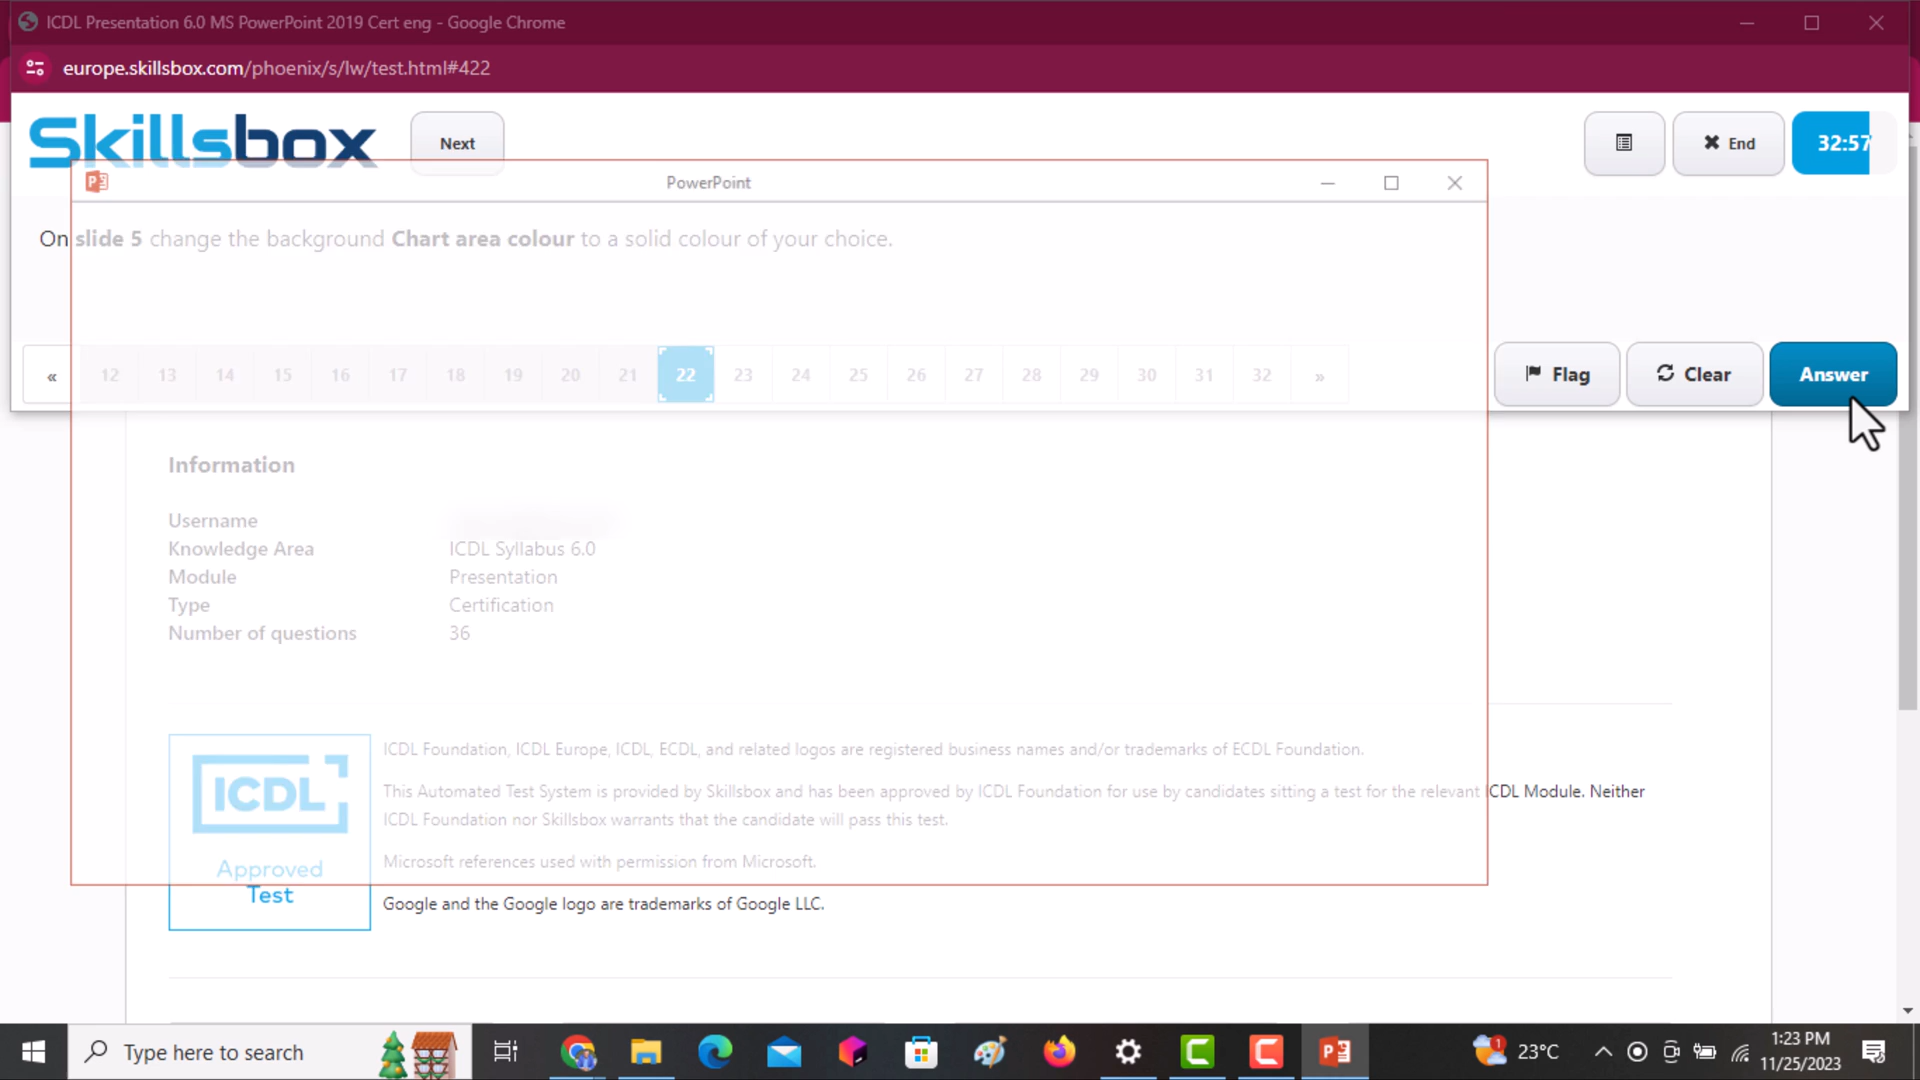 ICDL Presentation 6.0 MS PowerPoint 2019 Cert eng - Google Chrome
europe.skillsbox.com/phoenix/s/lw/test.html#422
Skillsbox
Next
End
32:57
PowerPoint
On slide 5 change the background Chart area colour to a solid colour of your choice.
« 12 13 14 15 16 17 18 19 20 21 22 23 24 25 26 27 28 29 30 31 32 »
Flag
Clear
Answer
Information
Username
Knowledge Area ICDL Syllabus 6.0
Module Presentation
Type Certification
Number of questions 36
ICDL
Approved
Test
ICDL Foundation, ICDL Europe, ICDL, ECDL, and related logos are registered business names and/or trademarks of ECDL Foundation.
This Automated Test System is provided by Skillsbox and has been approved by ICDL Foundation for use by candidates sitting a test for the relevant ICDL Module. Neither
ICDL Foundation nor Skillsbox warrants that the candidate will pass this test.
Microsoft references used with permission from Microsoft.
Google and the Google logo are trademarks of Google LLC.
Type here to search
23°C
1:23 PM
11/25/2023